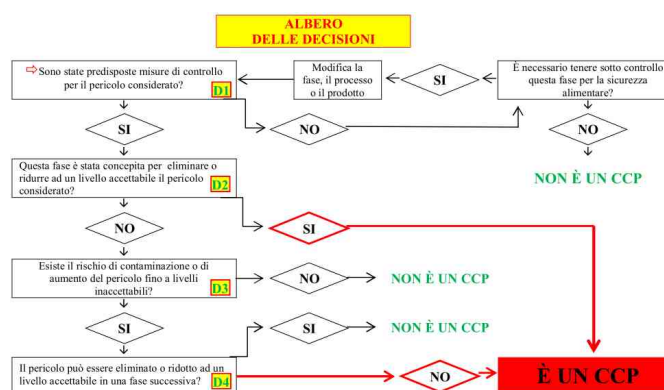 ALBERO
DELLE DECISIONI
⇨Sono state predisposte misure di controllo
per il pericolo considerato?
D1
Modifica la
fase, il processo
o il prodotto
SI
È necessario tenere sotto controllo
questa fase per la sicurezza
alimentare?
SI
NO
NO
NON È UN CCP
Questa fase è stata concepita per eliminare o
ridurre ad un livello accettabile il pericolo
considerato?
D2
NO
SI
Esiste il rischio di contaminazione o di
aumento del pericolo fino a livelli
inaccettabili?
D3
NO
NON È UN CCP
SI
SI
NON È UN CCP
Il pericolo può essere eliminato o ridotto ad un
livello accettabile in una fase successiva?
D4
NO
È UN CCP